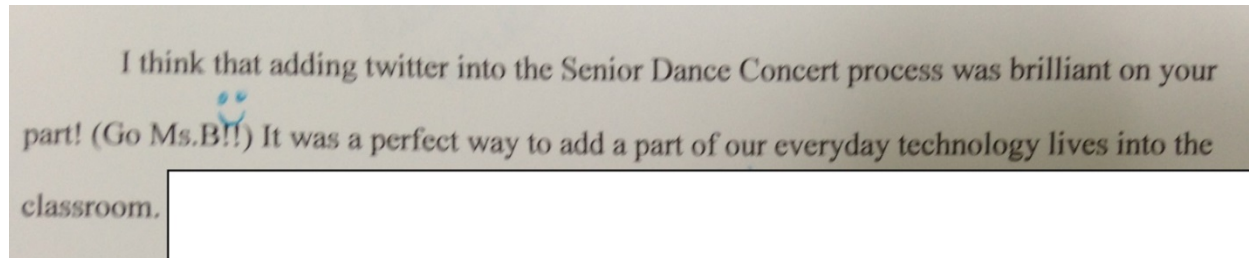 I think that adding twitter into the Senior Dance Concert process was brilliant on your
part! (Go Ms.B!!) It was a perfect way to add a part of our everyday technology lives into the
classroom.